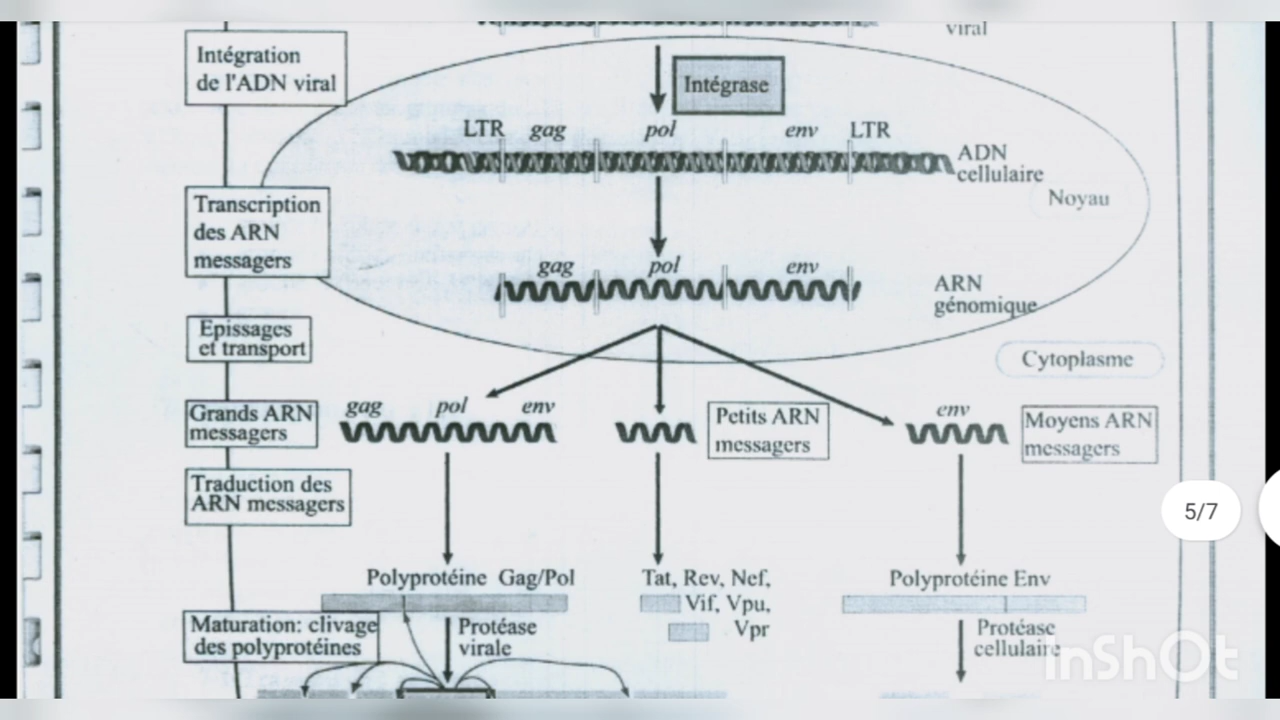 viral
Intégration
de l'ADN viral
Intégrase
LTR gag pol env LTR
ADN
cellulaire
Noyau
Transcription
des ARN
messagers
gag pol env
ARN
génomique
Epissages
et transport
Cytoplasme
Grands ARN
messagers
gag pol env
Petits ARN
messagers
env
Moyens ARN
messagers
Traduction des
ARN messagers
5/7
Polyprotéine Gag/Pol
Tat, Rev, Nef,
Vif, Vpu,
Vpr
Polyprotéine Env
Maturation: clivage
des polyprotéines
Protéase
virale
Protéase
cellulaire
InShOt